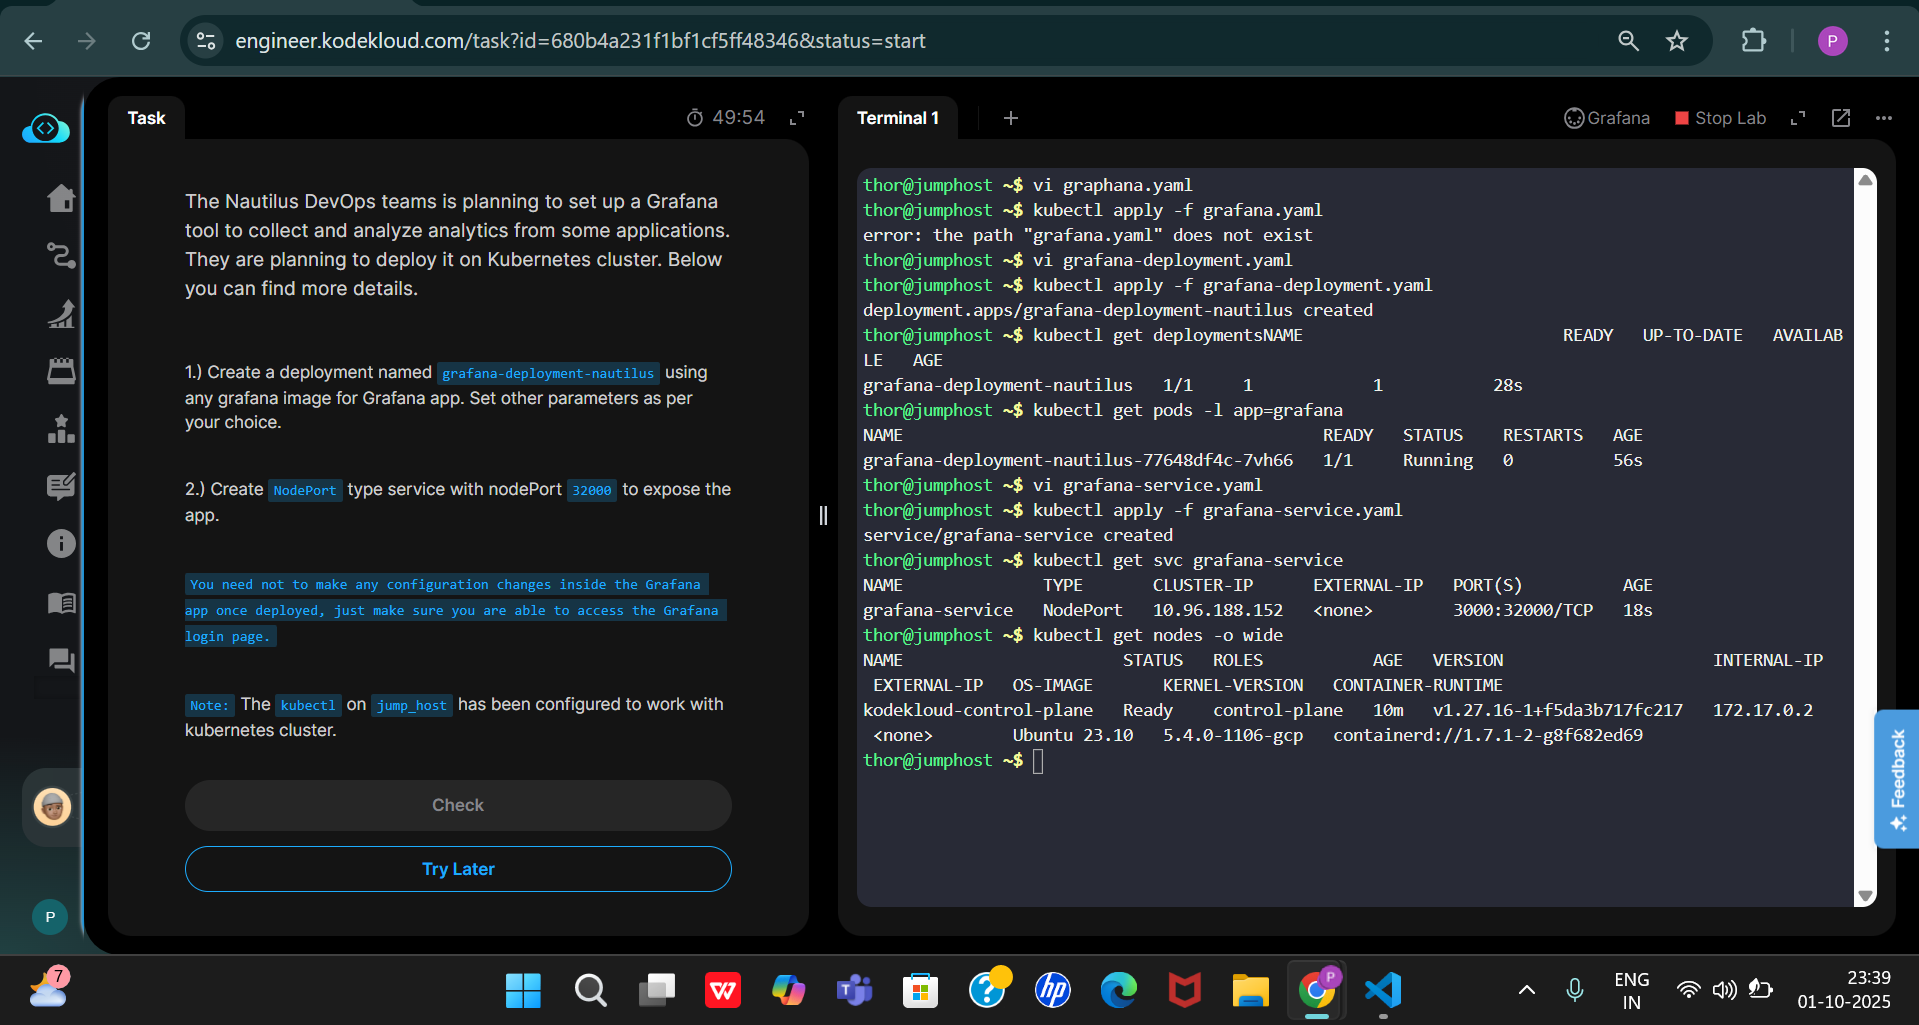 engineer.kodekloud.com/task?id=680b4a231f1bf1cf5ff48346&status=start
P
Task
49:54
The Nautilus DevOps teams is planning to set up a Grafana
tool to collect and analyze analytics from some applications.
They are planning to deploy it on Kubernetes cluster. Below
you can find more details.
1.) Create a deployment named grafana-deployment-nautilus using
any grafana image for Grafana app. Set other parameters as per
your choice.
2.) Create NodePort type service with nodePort 32000 to expose the
app.
You need not to make any configuration changes inside the Grafana
app once deployed, just make sure you are able to access the Grafana
login page.
Note: The kubectl on jump_host has been configured to work with
kubernetes cluster.
Check
Try Later
P
Terminal 1
Grafana
Stop Lab
thor@jumphost ~$ vi graphana.yaml
thor@jumphost ~$ kubectl apply -f grafana.yaml
error: the path "grafana.yaml" does not exist
thor@jumphost ~$ vi grafana-deployment.yaml
thor@jumphost ~$ kubectl apply -f grafana-deployment.yaml
deployment.apps/grafana-deployment-nautilus created
thor@jumphost ~$ kubectl get deploymentsNAME READY UP-TO-DATE AVAILAB
LE AGE
grafana-deployment-nautilus 1/1 1 1 28s
thor@jumphost ~$ kubectl get pods -l app=grafana
NAME READY STATUS RESTARTS AGE
grafana-deployment-nautilus-77648df4c-7vh66 1/1 Running 0 56s
thor@jumphost ~$ vi grafana-service.yaml
thor@jumphost ~$ kubectl apply -f grafana-service.yaml
service/grafana-service created
thor@jumphost ~$ kubectl get svc grafana-service
NAME TYPE CLUSTER-IP EXTERNAL-IP PORT(S) AGE
grafana-service NodePort 10.96.188.152 <none> 3000:32000/TCP 18s
thor@jumphost ~$ kubectl get nodes -o wide
NAME STATUS ROLES AGE VERSION INTERNAL-IP
EXTERNAL-IP OS-IMAGE KERNEL-VERSION CONTAINER-RUNTIME
kodekloud-control-plane Ready control-plane 10m v1.27.16-1+f5da3b717fc217 172.17.0.2
<none> Ubuntu 23.10 5.4.0-1106-gcp containerd://1.7.1-2-g8f682ed69
thor@jumphost ~$
Feedback
7
W
T
?
hp
P
ENG
IN
23:39
01-10-2025